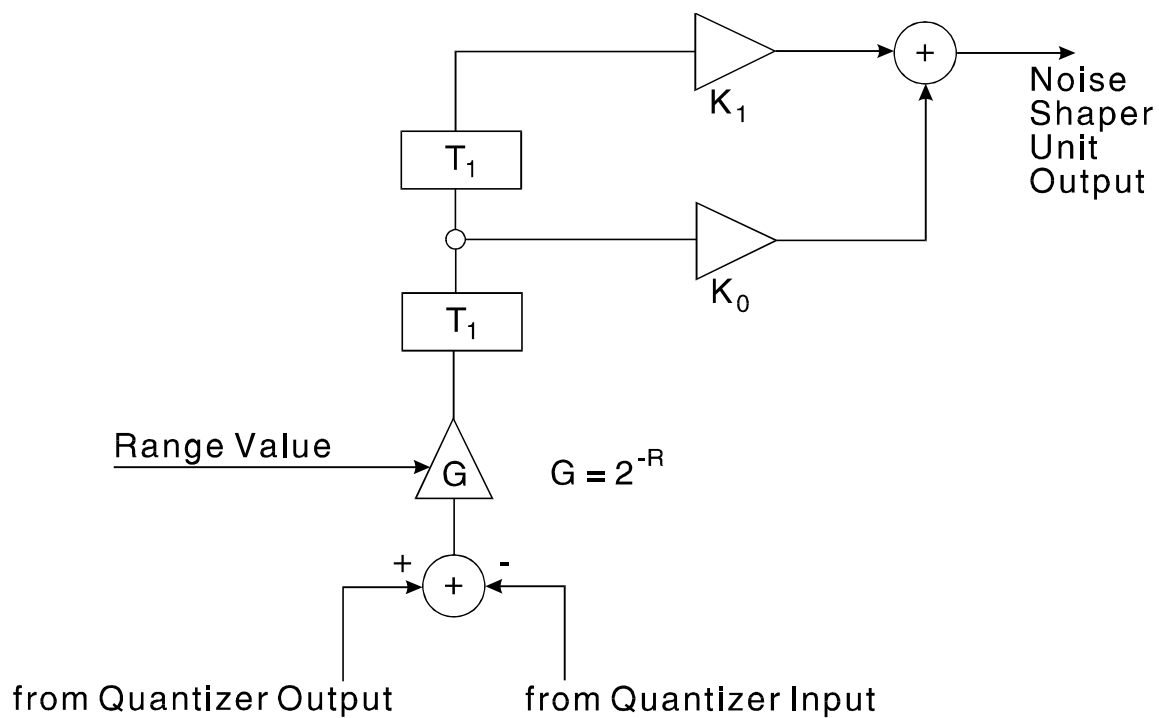 K₁
+
Noise
Shaper
Unit
Output
T₁
K₀
T₁
Range Value
G
G = 2⁻ᴿ
+
-
+
from Quantizer Output
from Quantizer Input